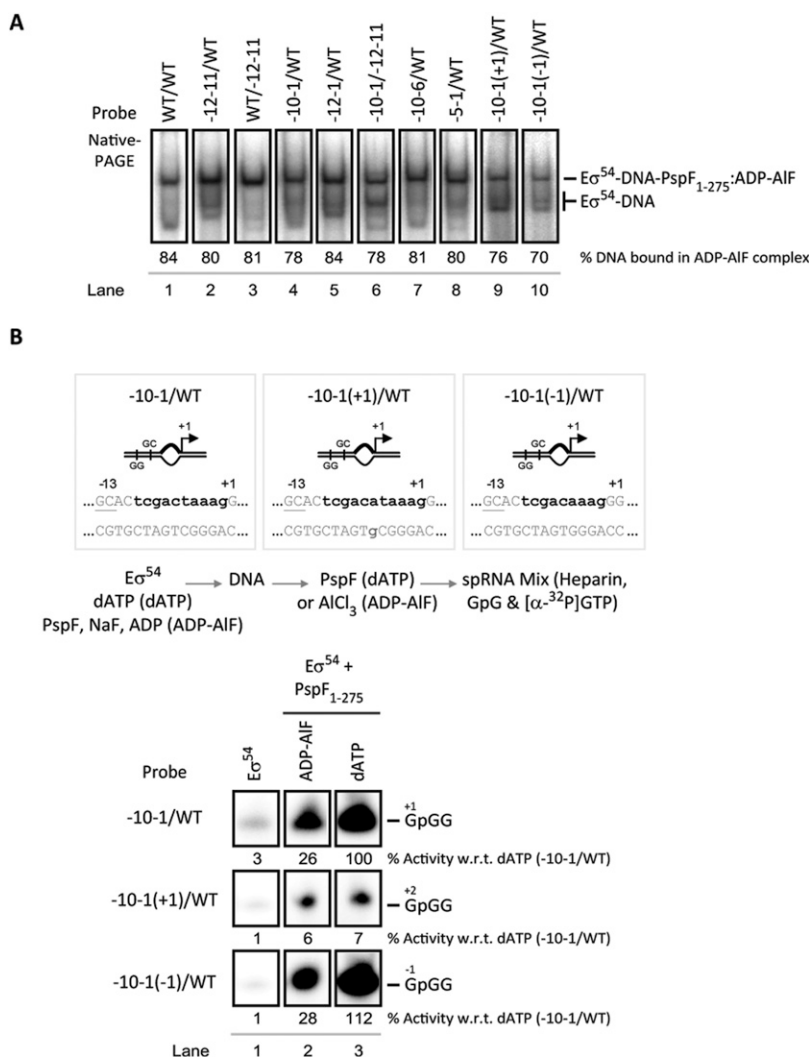 A
Probe WT/WT -12-11/WT WT/-12-11 -10-1/WT -12-1/WT -10-1/-12-11 -10-6/WT -5-1/WT -10-1(+1)/WT -10-1(-1)/WT
Native-
PAGE
Eσ54-DNA-PspF1-275:ADP-AlF
Eσ54-DNA
84 80 81 78 84 78 81 80 76 70 % DNA bound in ADP-AlF complex
Lane 1 2 3 4 5 6 7 8 9 10
B
-10-1/WT -10-1(+1)/WT -10-1(-1)/WT
+1 +1 +1
GC GC GC
GG GG GG
-13 +1 -13 +1 -13 +1
...GCACtcgactaaagG... ...GCACtcgacataaagG... ...GCACtcgacaaagGG...
...CGTGCTAGTCGGGAC... ...CGTGCTAGTgCGGGAC... ...CGTGCTAGTGGGACC...
Eσ54 → DNA → PspF (dATP) → spRNA Mix (Heparin,
dATP (dATP) or AlCl3 (ADP-AlF) GpG & [α-32P]GTP)
PspF, NaF, ADP (ADP-AlF)
Eσ54 +
PspF1-275
Probe Eσ54 ADP-AlF dATP
-10-1/WT +1 GpGG
3 26 100 % Activity w.r.t. dATP (-10-1/WT)
-10-1(+1)/WT +2 GpGG
1 6 7 % Activity w.r.t. dATP (-10-1/WT)
-10-1(-1)/WT -1 GpGG
1 28 112 % Activity w.r.t. dATP (-10-1/WT)
Lane 1 2 3